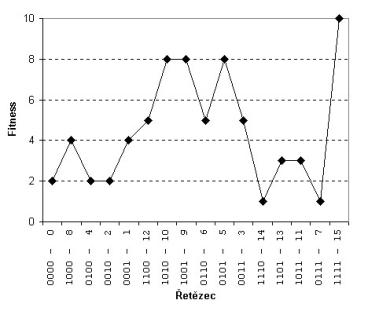 10
8
6
4
2
0
Fitness
0000 - 0
1000 - 8
0100 - 4
0010 - 2
0001 - 1
1100 - 12
1010 - 10
1001 - 9
0110 - 6
0101 - 5
0011 - 3
1110 - 14
1101 - 13
1011 - 11
0111 - 7
1111 - 15
Řetězec